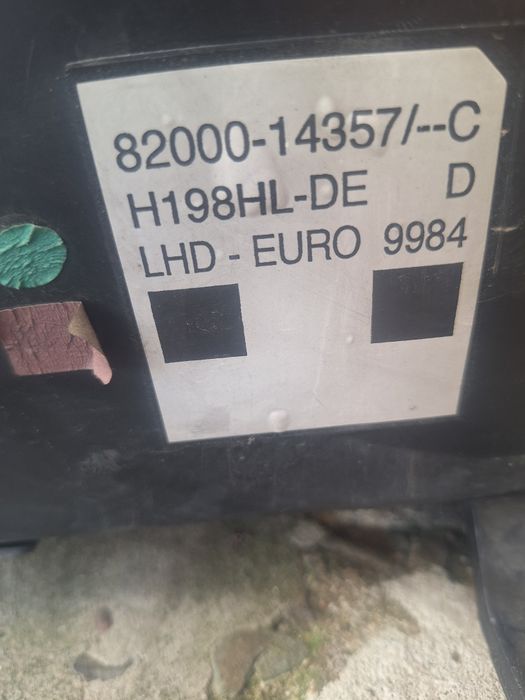 82000-14357/--C
H198HL-DE D
LHD - EURO 9984